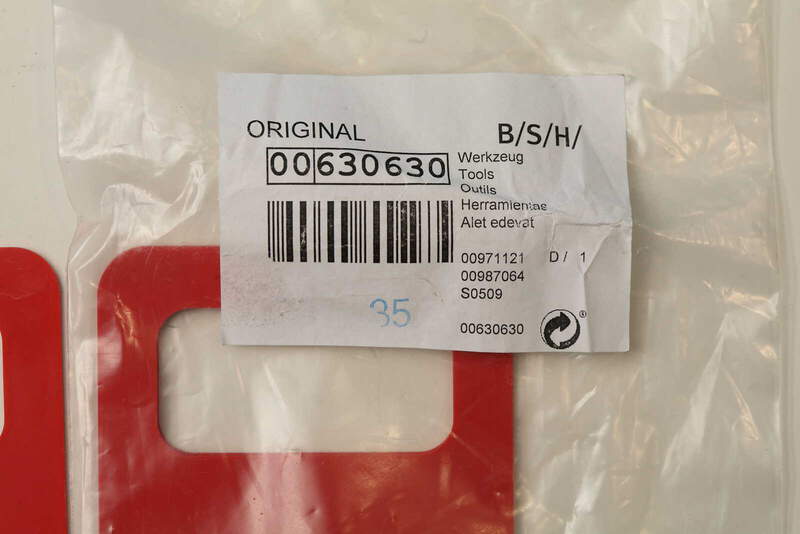 ORIGINAL
B/S/H/
00630630
Werkzeug
Tools
Outils
Herramientas
Alet edevat
00971121 D / 1
00987064
S0509
35
00630630